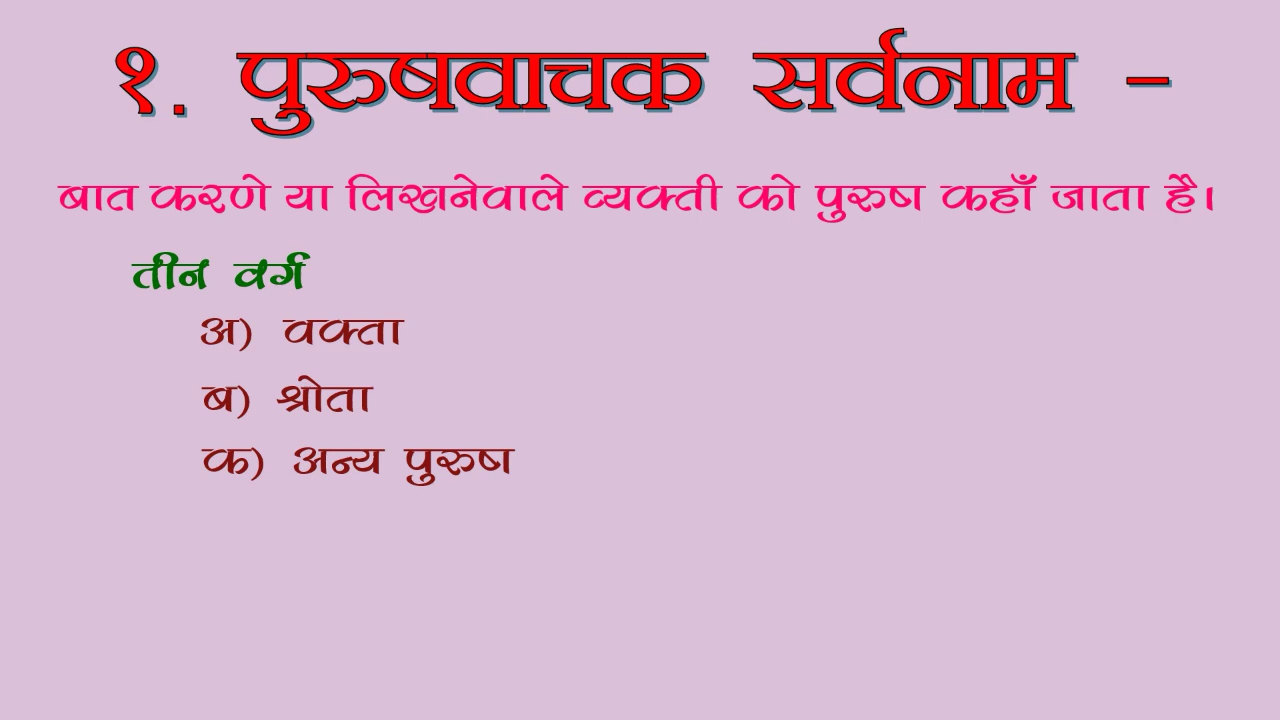 १. पुरुषवाचक सर्वनाम -
बात करणे या लिखनेवाले व्यक्ती को पुरुष कहाँ जाता है।
तीन वर्ग
अ) वक्ता
ब) श्रोता
क) अन्य पुरुष